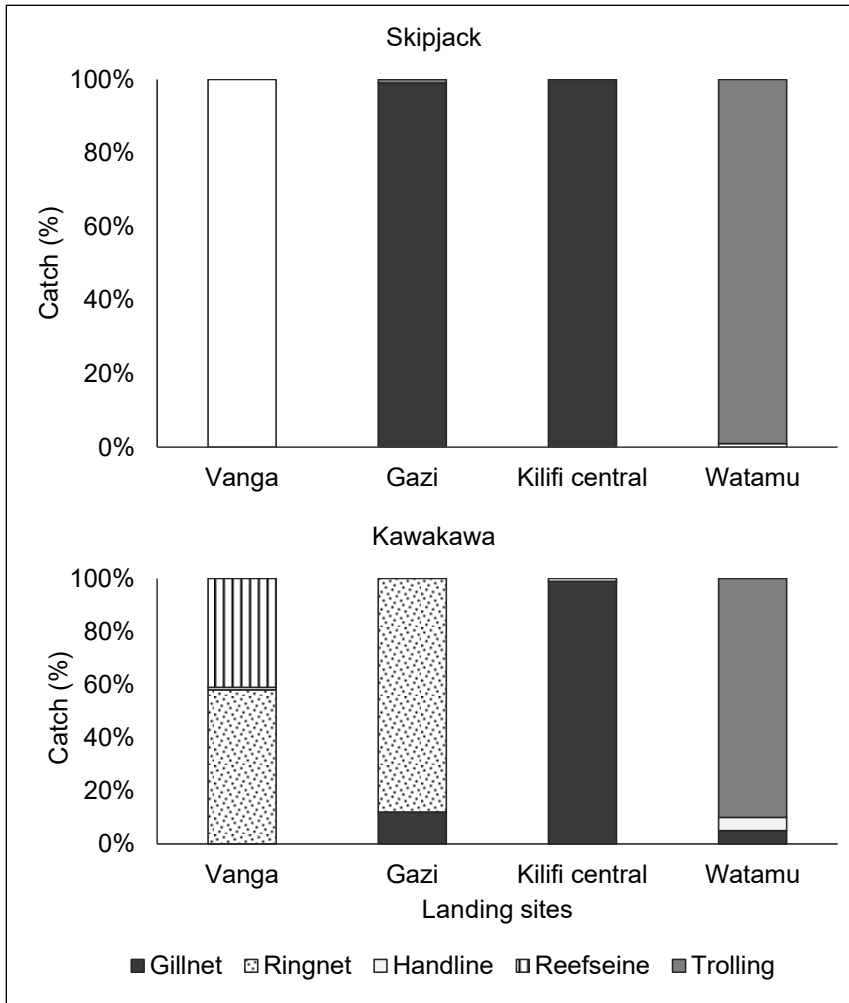 Skipjack
100%
80%
60%
40%
20%
0%
Catch (%)
Vanga Gazi Kilifi central Watamu
Kawakawa
100%
80%
60%
40%
20%
0%
Catch (%)
Vanga Gazi Kilifi central Watamu
Landing sites
Gillnet Ringnet Handline Reefseine Trolling